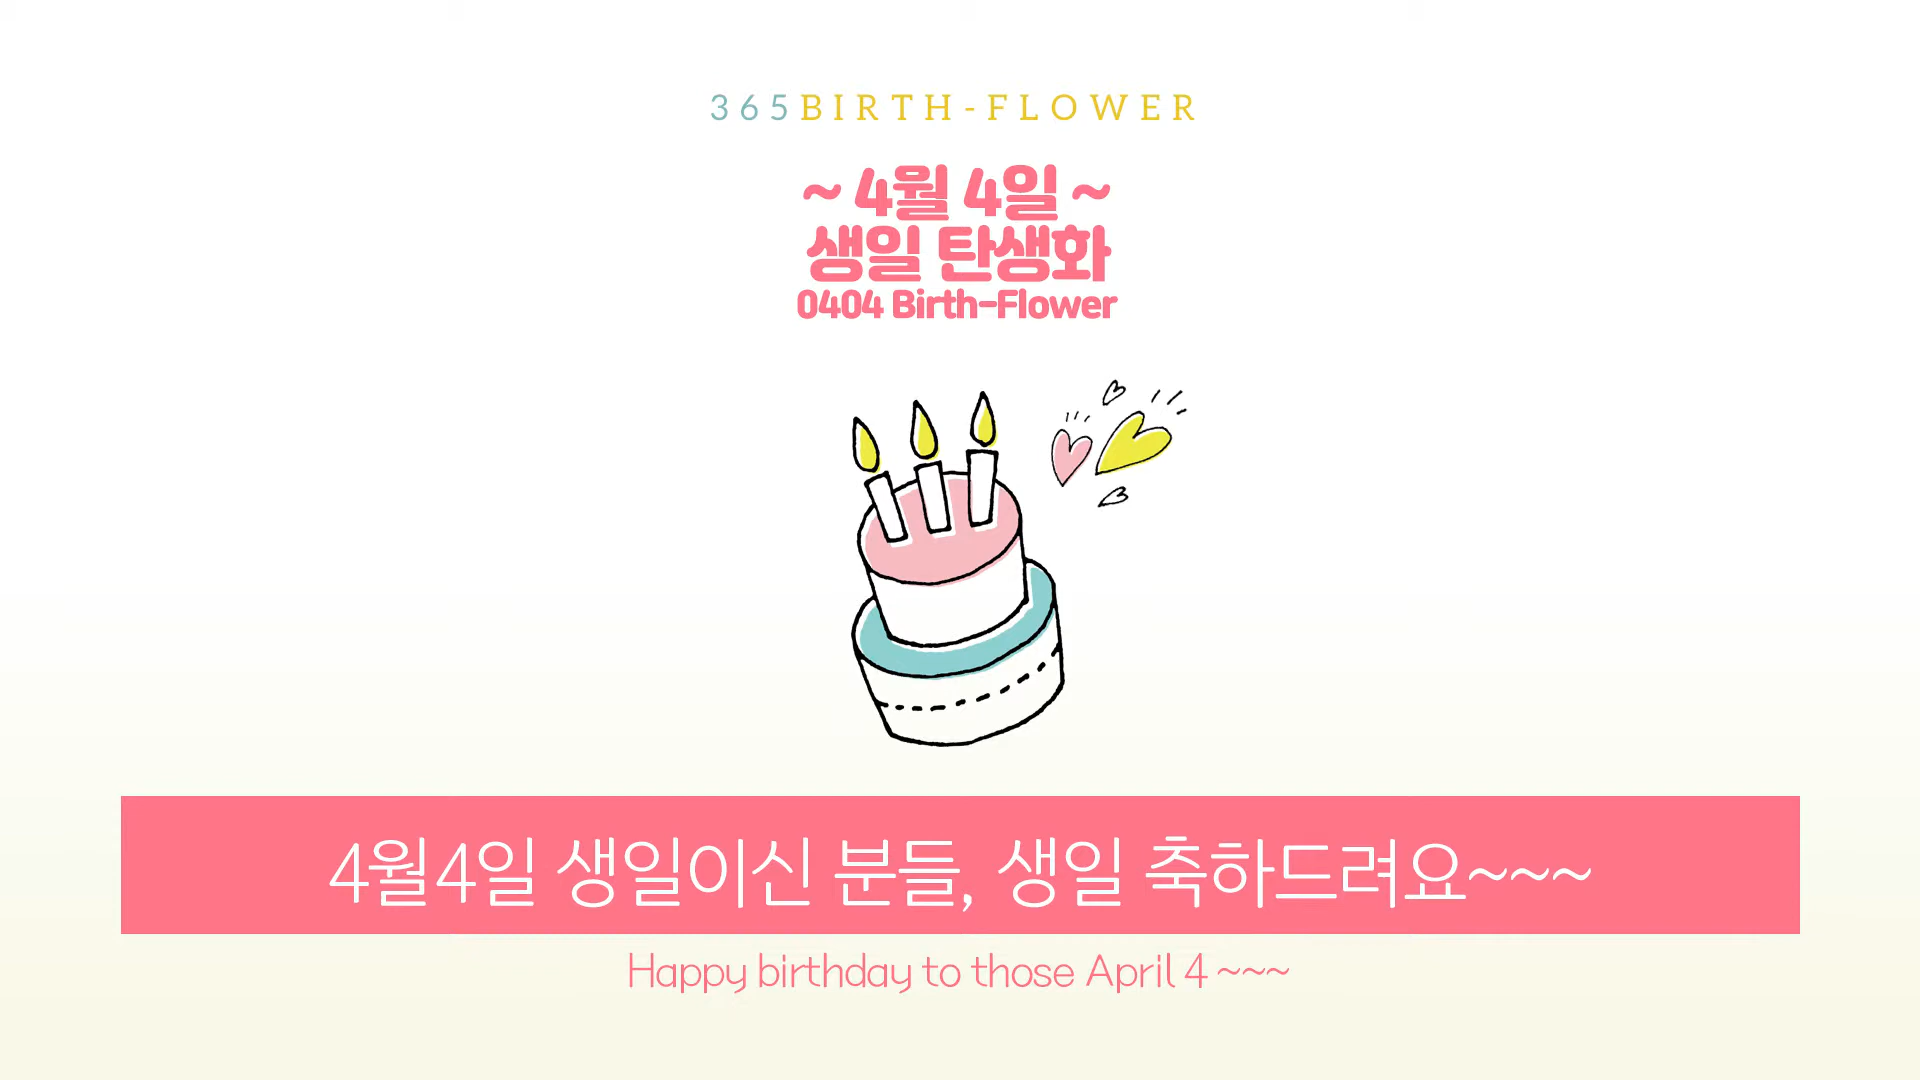 365BIRTH-FLOWER
~ 4월 4일 ~
생일 탄생화
0404 Birth-Flower
4월4일 생일이신 분들, 생일 축하드려요~~~
Happy birthday to those April 4 ~~~